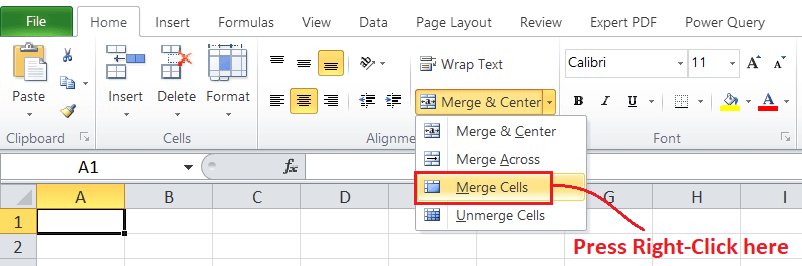 File Home Insert Formulas Data Page Layout Review Expert PDF Power Query
Wrap Text Calibri 11 A A
Paste Insert Delete Format Merge & Center B I U A
Clipboard Cells Alignme Font
Merge & Center
A1 fx Merge Across
A B C D G H I Merge Cells
1 Unmerge Cells
2 Press Right-Click here